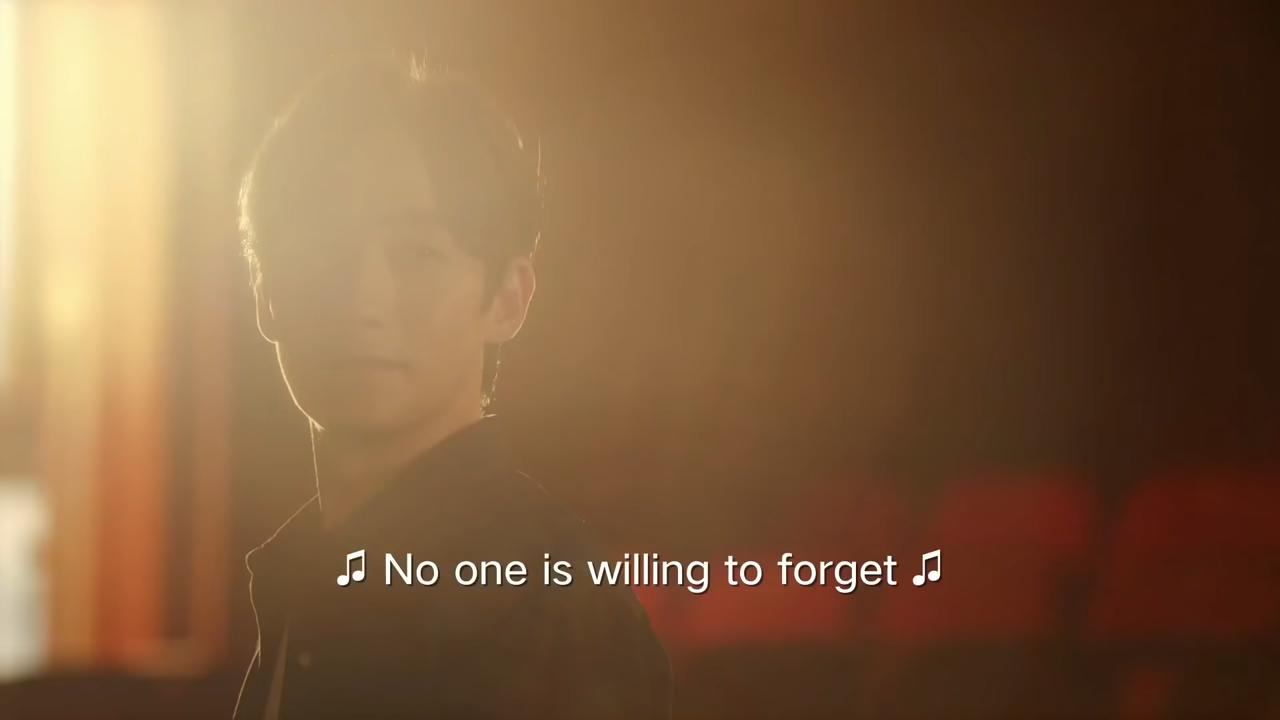 ♫ No one is willing to forget ♫